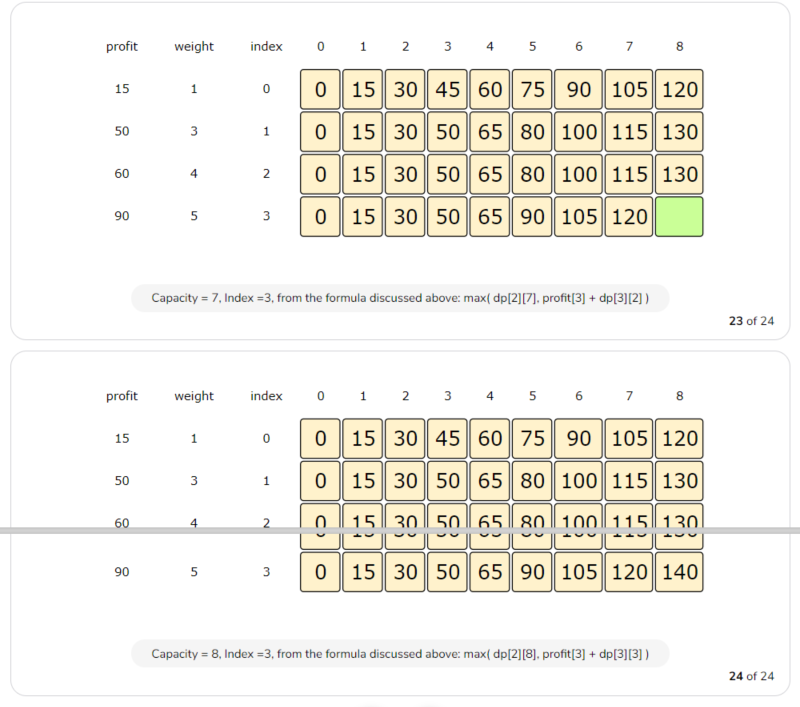 profit weight index 0 1 2 3 4 5 6 7 8
15 1 0 0 15 30 45 60 75 90 105 120
50 3 1 0 15 30 50 65 80 100 115 130
60 4 2 0 15 30 50 65 80 100 115 130
90 5 3 0 15 30 50 65 90 105 120
Capacity = 7, Index =3, from the formula discussed above: max( dp[2][7], profit[3] + dp[3][2] )
23 of 24
profit weight index 0 1 2 3 4 5 6 7 8
15 1 0 0 15 30 45 60 75 90 105 120
50 3 1 0 15 30 50 65 80 100 115 130
60 4 2 0 15 30 50 65 80 100 115 130
90 5 3 0 15 30 50 65 90 105 120 140
Capacity = 8, Index =3, from the formula discussed above: max( dp[2][8], profit[3] + dp[3][3] )
24 of 24